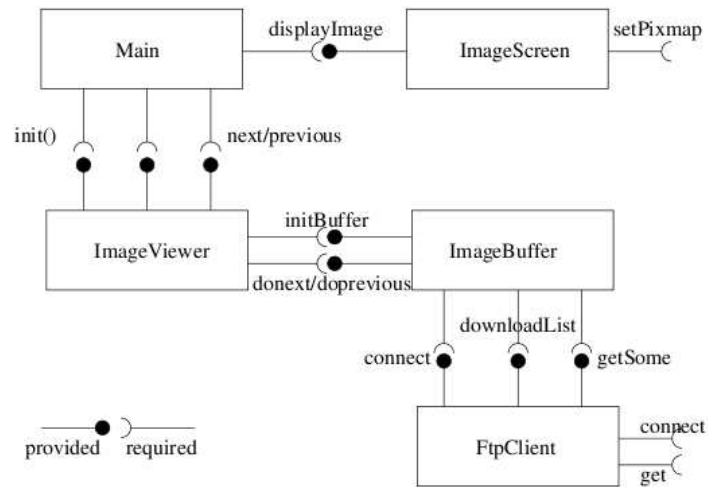 displayImage
setPixmap
Main
ImageScreen
init()
next/previous
initBuffer
ImageViewer
ImageBuffer
donext/doprevious
downloadList
connect
getSome
connect
provided
required
FtpClient
get